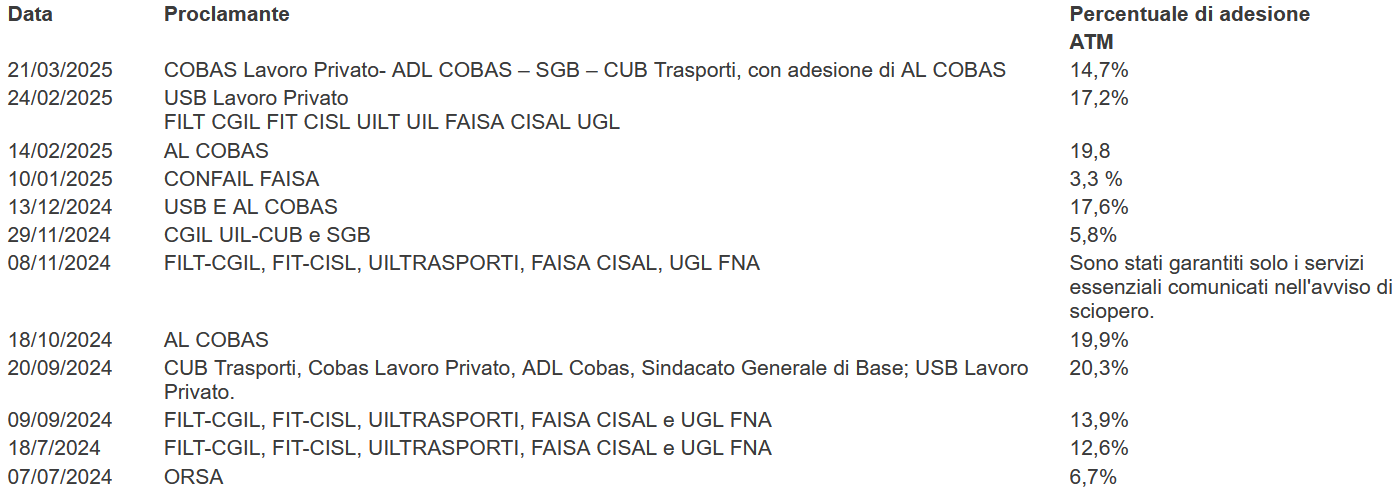 Data Proclamante Percentuale di adesione
ATM
21/03/2025 COBAS Lavoro Privato- ADL COBAS – SGB – CUB Trasporti, con adesione di AL COBAS 14,7%
24/02/2025 USB Lavoro Privato 17,2%
FILT CGIL FIT CISL UILT UIL FAISA CISAL UGL
14/02/2025 AL COBAS 19,8
10/01/2025 CONFAIL FAISA 3,3 %
13/12/2024 USB E AL COBAS 17,6%
29/11/2024 CGIL UIL-CUB e SGB 5,8%
08/11/2024 FILT-CGIL, FIT-CISL, UILTRASPORTI, FAISA CISAL, UGL FNA Sono stati garantiti solo i servizi
essenziali comunicati nell'avviso di
sciopero.
18/10/2024 AL COBAS 19,9%
20/09/2024 CUB Trasporti, Cobas Lavoro Privato, ADL Cobas, Sindacato Generale di Base; USB Lavoro 20,3%
Privato.
09/09/2024 FILT-CGIL, FIT-CISL, UILTRASPORTI, FAISA CISAL e UGL FNA 13,9%
18/7/2024 FILT-CGIL, FIT-CISL, UILTRASPORTI, FAISA CISAL e UGL FNA 12,6%
07/07/2024 ORSA 6,7%